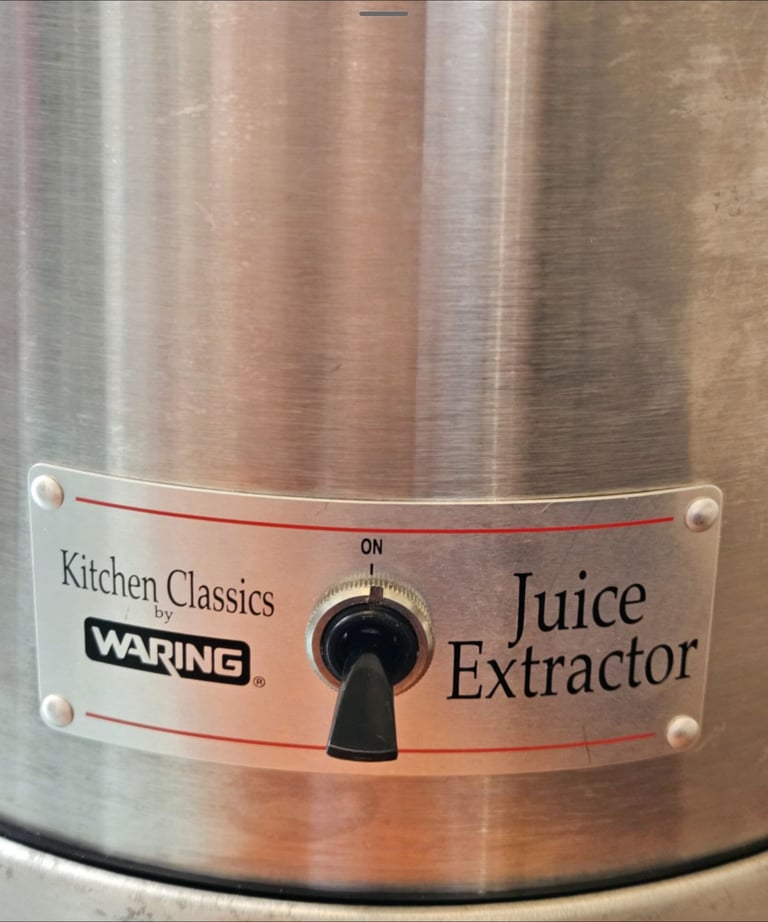 Kitchen Classics
by
WARING®
ON
Juice
Extractor